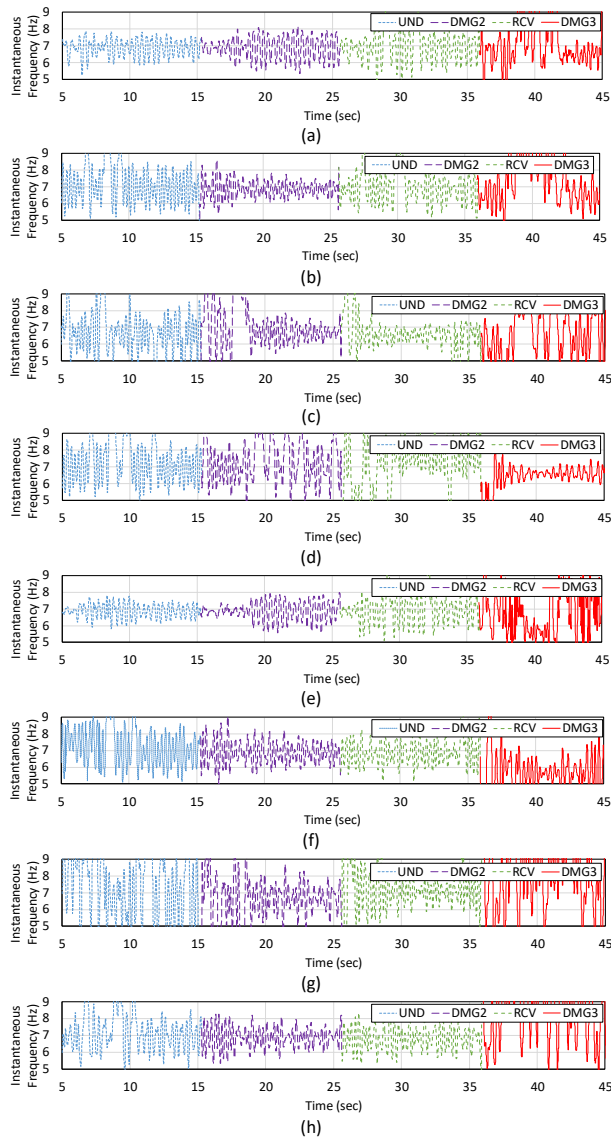 Instantaneous
Frequency (Hz)
9
8
7
6
5
UND DMG2 RCV DMG3
5 10 15 20 25 30 35 40 45
Time (sec)
(a)
Instantaneous
Frequency (Hz)
9
8
7
6
5
UND DMG2 RCV DMG3
5 10 15 20 25 30 35 40 45
Time (sec)
(b)
Instantaneous
Frequency (Hz)
9
8
7
6
5
UND DMG2 RCV DMG3
5 10 15 20 25 30 35 40 45
Time (sec)
(c)
Instantaneous
Frequency (Hz)
9
8
7
6
5
UND DMG2 RCV DMG3
5 10 15 20 25 30 35 40 45
Time (sec)
(d)
Instantaneous
Frequency (Hz)
9
8
7
6
5
UND DMG2 RCV DMG3
5 10 15 20 25 30 35 40 45
Time (sec)
(e)
Instantaneous
Frequency (Hz)
9
8
7
6
5
UND DMG2 RCV DMG3
5 10 15 20 25 30 35 40 45
Time (sec)
(f)
Instantaneous
Frequency (Hz)
9
8
7
6
5
UND DMG2 RCV DMG3
5 10 15 20 25 30 35 40 45
Time (sec)
(g)
Instantaneous
Frequency (Hz)
9
8
7
6
5
UND DMG2 RCV DMG3
5 10 15 20 25 30 35 40 45
Time (sec)
(h)